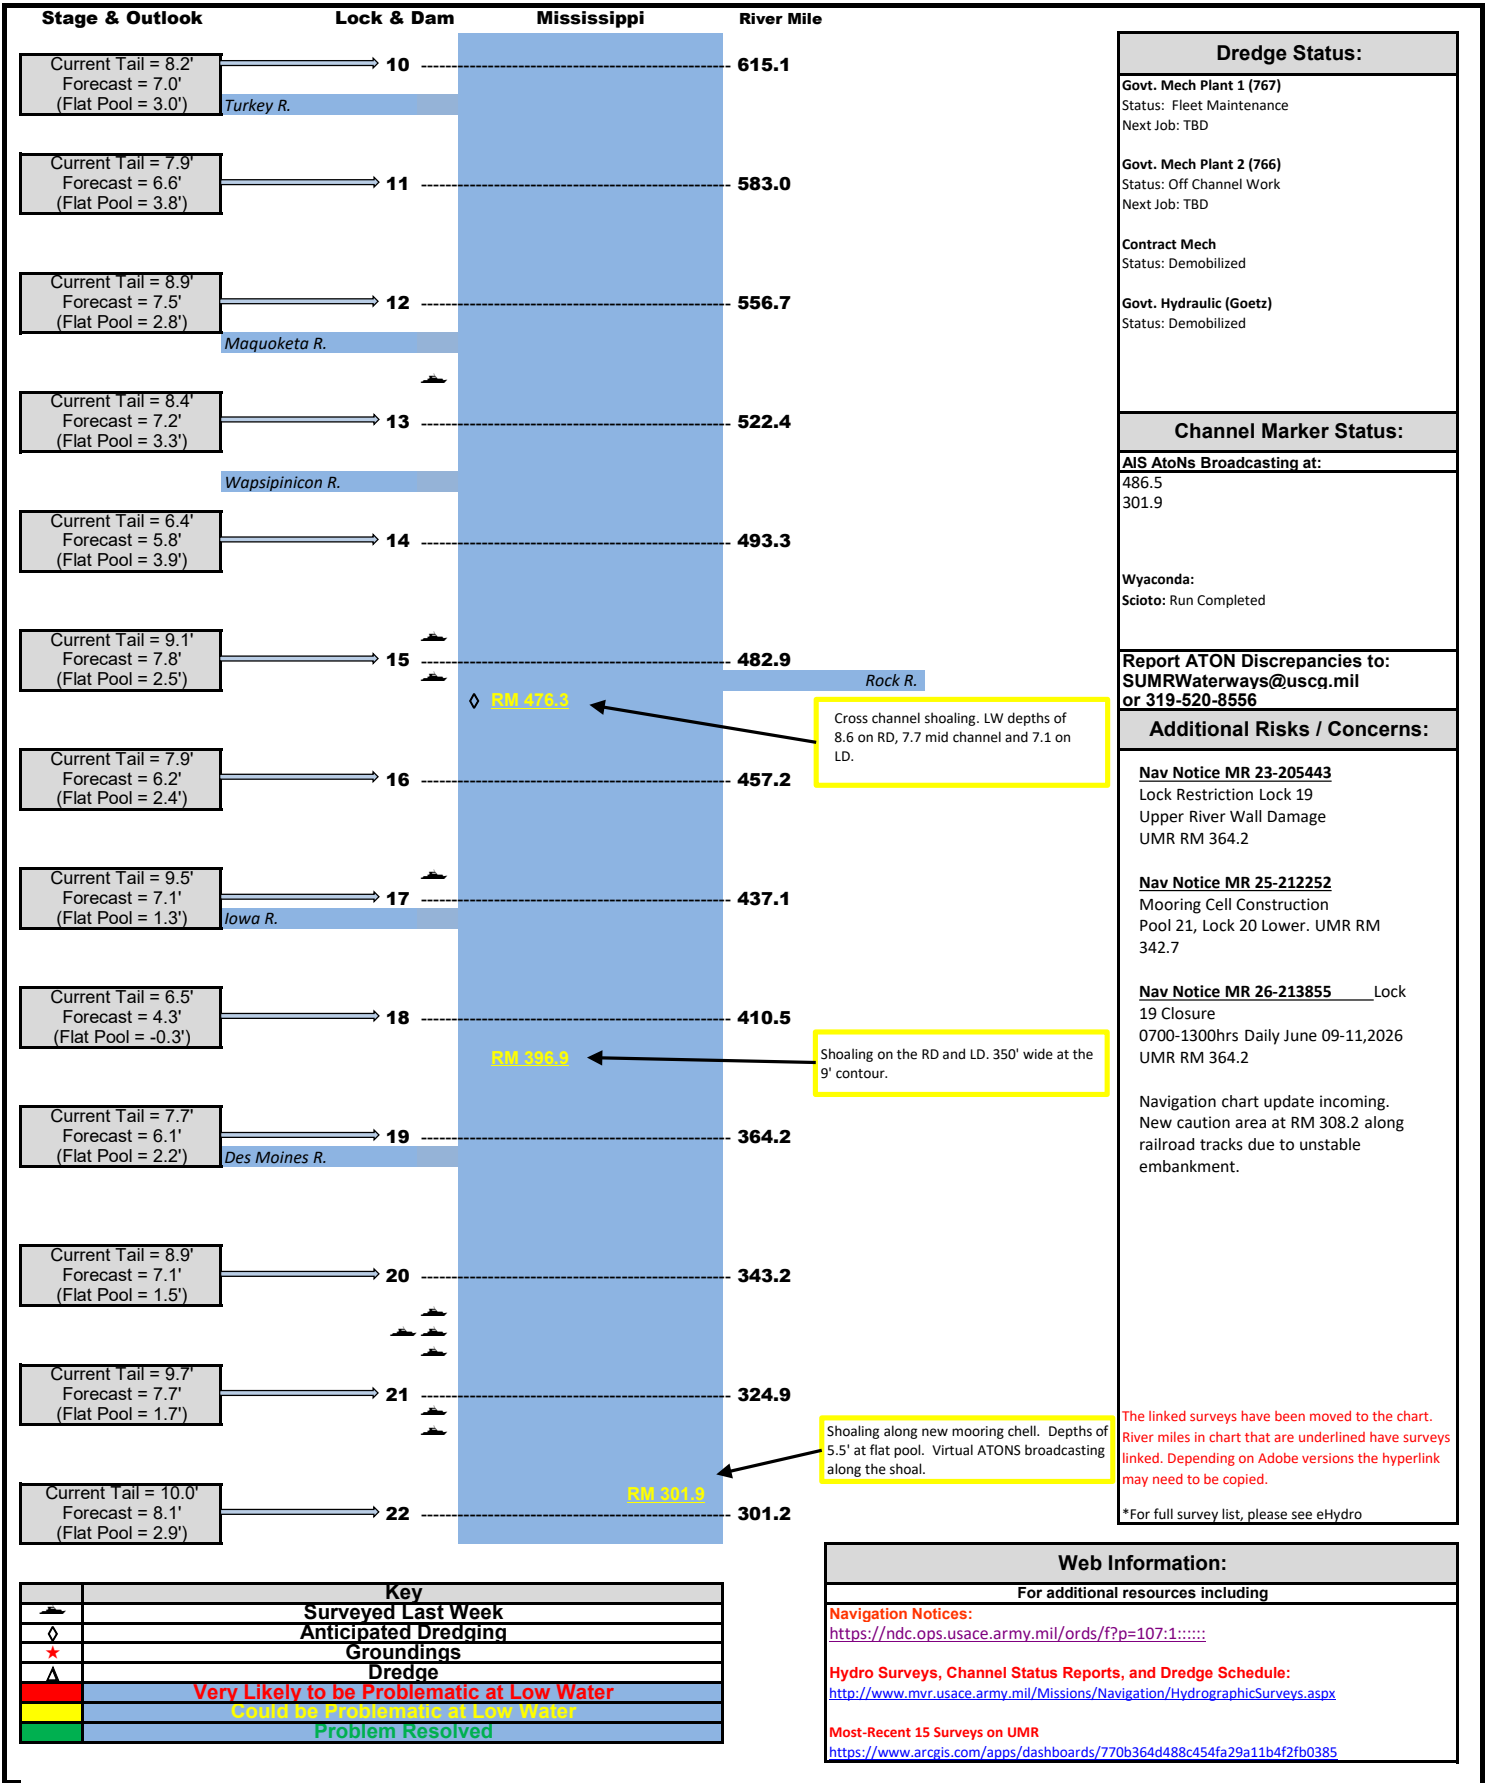 Stage & Outlook Lock & Dam Mississippi River Mile
Current Tail = 8.2'
Forecast = 7.0'
(Flat Pool = 3.0')
10 615.1
Turkey R.
Current Tail = 7.9'
Forecast = 6.6'
(Flat Pool = 3.8')
11 583.0
Current Tail = 8.9'
Forecast = 7.5'
(Flat Pool = 2.8')
12 556.7
Maquoketa R.
Current Tail = 8.4'
Forecast = 7.2'
(Flat Pool = 3.3')
13 522.4
Wapsipinicon R.
Current Tail = 6.4'
Forecast = 5.8'
(Flat Pool = 3.9')
14 493.3
Current Tail = 9.1'
Forecast = 7.8'
(Flat Pool = 2.5')
15 482.9
Rock R.
RM 476.3
Cross channel shoaling. LW depths of
8.6 on RD, 7.7 mid channel and 7.1 on
LD.
Current Tail = 7.9'
Forecast = 6.2'
(Flat Pool = 2.4')
16 457.2
Current Tail = 9.5'
Forecast = 7.1'
(Flat Pool = 1.3')
17 437.1
Iowa R.
Current Tail = 6.5'
Forecast = 4.3'
(Flat Pool = -0.3')
18 410.5
RM 396.9
Shoaling on the RD and LD. 350' wide at the
9' contour.
Current Tail = 7.7'
Forecast = 6.1'
(Flat Pool = 2.2')
19 364.2
Des Moines R.
Current Tail = 8.9'
Forecast = 7.1'
(Flat Pool = 1.5')
20 343.2
Current Tail = 9.7'
Forecast = 7.7'
(Flat Pool = 1.7')
21 324.9
Shoaling along new mooring chell. Depths of
5.5' at flat pool. Virtual ATONS broadcasting
along the shoal.
RM 301.9
Current Tail = 10.0'
Forecast = 8.1'
(Flat Pool = 2.9')
22 301.2
Dredge Status:
Govt. Mech Plant 1 (767)
Status: Fleet Maintenance
Next Job: TBD
Govt. Mech Plant 2 (766)
Status: Off Channel Work
Next Job: TBD
Contract Mech
Status: Demobilized
Govt. Hydraulic (Goetz)
Status: Demobilized
Channel Marker Status:
AIS AtoNs Broadcasting at:
486.5
301.9
Wyaconda:
Scioto: Run Completed
Report ATON Discrepancies to:
SUMRWaterways@uscg.mil
or 319-520-8556
Additional Risks / Concerns:
Nav Notice MR 23-205443
Lock Restriction Lock 19
Upper River Wall Damage
UMR RM 364.2
Nav Notice MR 25-212252
Mooring Cell Construction
Pool 21, Lock 20 Lower. UMR RM
342.7
Nav Notice MR 26-213855 Lock
19 Closure
0700-1300hrs Daily June 09-11,2026
UMR RM 364.2
Navigation chart update incoming.
New caution area at RM 308.2 along
railroad tracks due to unstable
embankment.
The linked surveys have been moved to the chart.
River miles in chart that are underlined have surveys
linked. Depending on Adobe versions the hyperlink
may need to be copied.
*For full survey list, please see eHydro
Key
Surveyed Last Week
Anticipated Dredging
Groundings
Dredge
Very Likely to be Problematic at Low Water
Could be Problematic at Low Water
Problem Resolved
Web Information:
For additional resources including
Navigation Notices:
https://ndc.ops.usace.army.mil/ords/f?p=107:1::::::
Hydro Surveys, Channel Status Reports, and Dredge Schedule:
http://www.mvr.usace.army.mil/Missions/Navigation/HydrographicSurveys.aspx
Most-Recent 15 Surveys on UMR
https://www.arcgis.com/apps/dashboards/770b364d488c454fa29a11b4f2fb0385